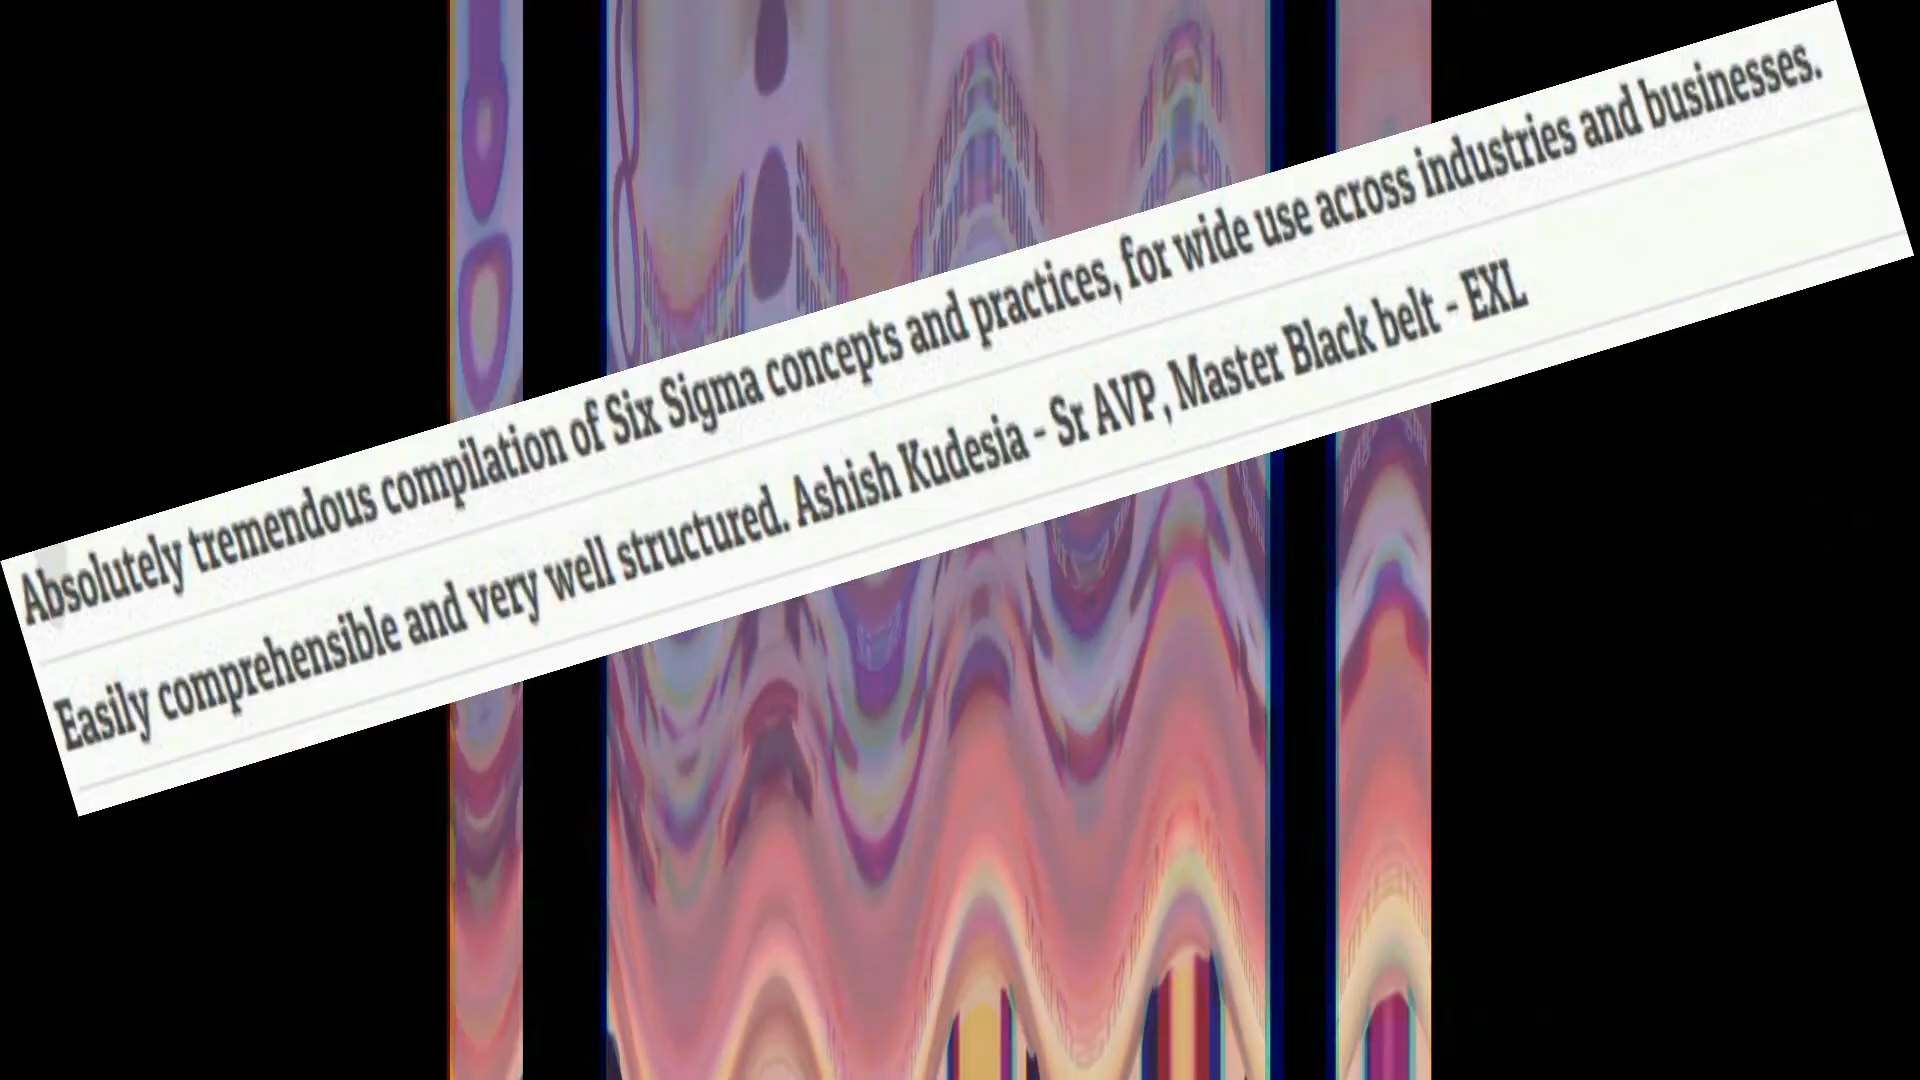 Absolutely tremendous compilation of Six Sigma concepts and practices, for wide use across industries and businesses.
Easily comprehensible and very well structured. Ashish Kudesia - Sr AVP, Master Black belt - EXL